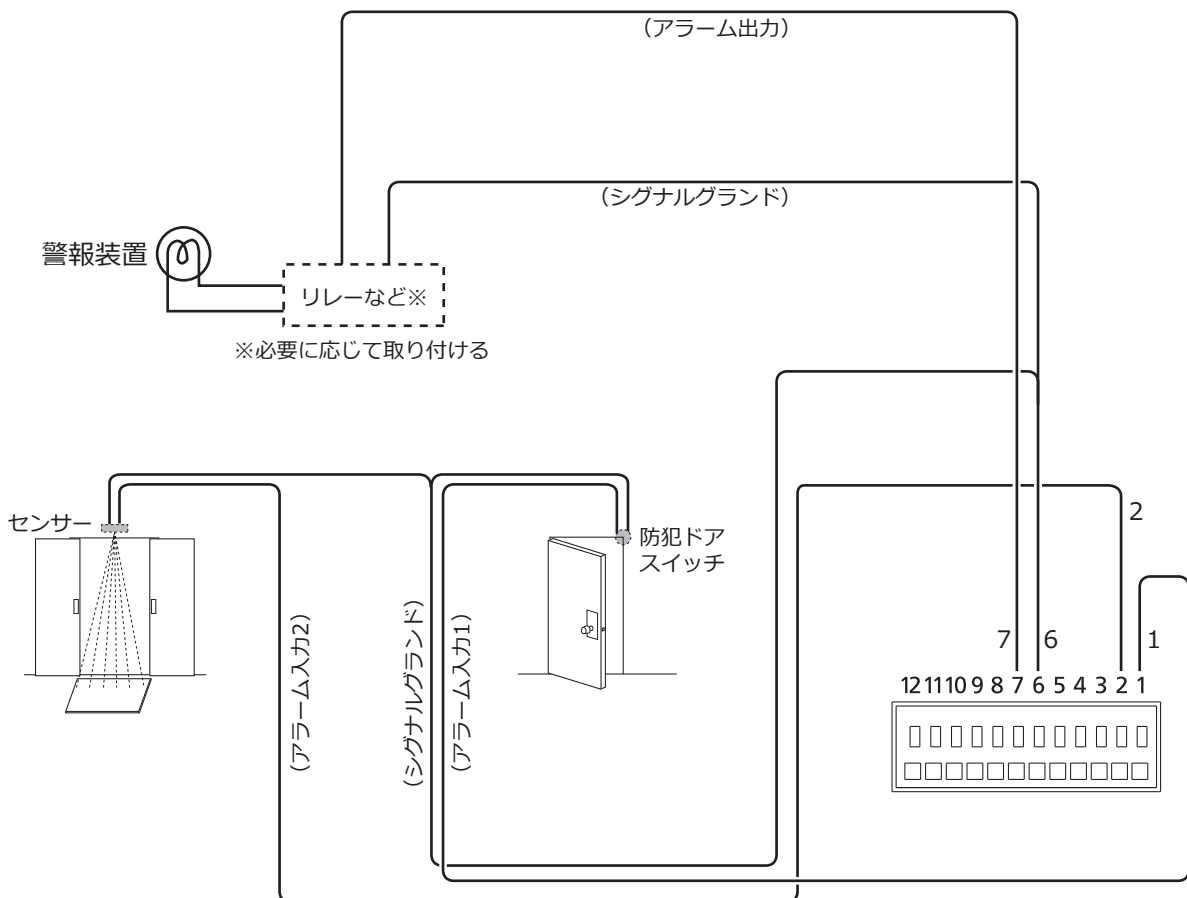 (アラーム出力)
(シグナルグランド)
警報装置
リレーなど※
※必要に応じて取り付ける
センサー
防犯ドア
スイッチ
(アラーム入力2)
(シグナルグランド)
(アラーム入力1)
2
7
6
1
12 11 10 9 8 7 6 5 4 3 2 1